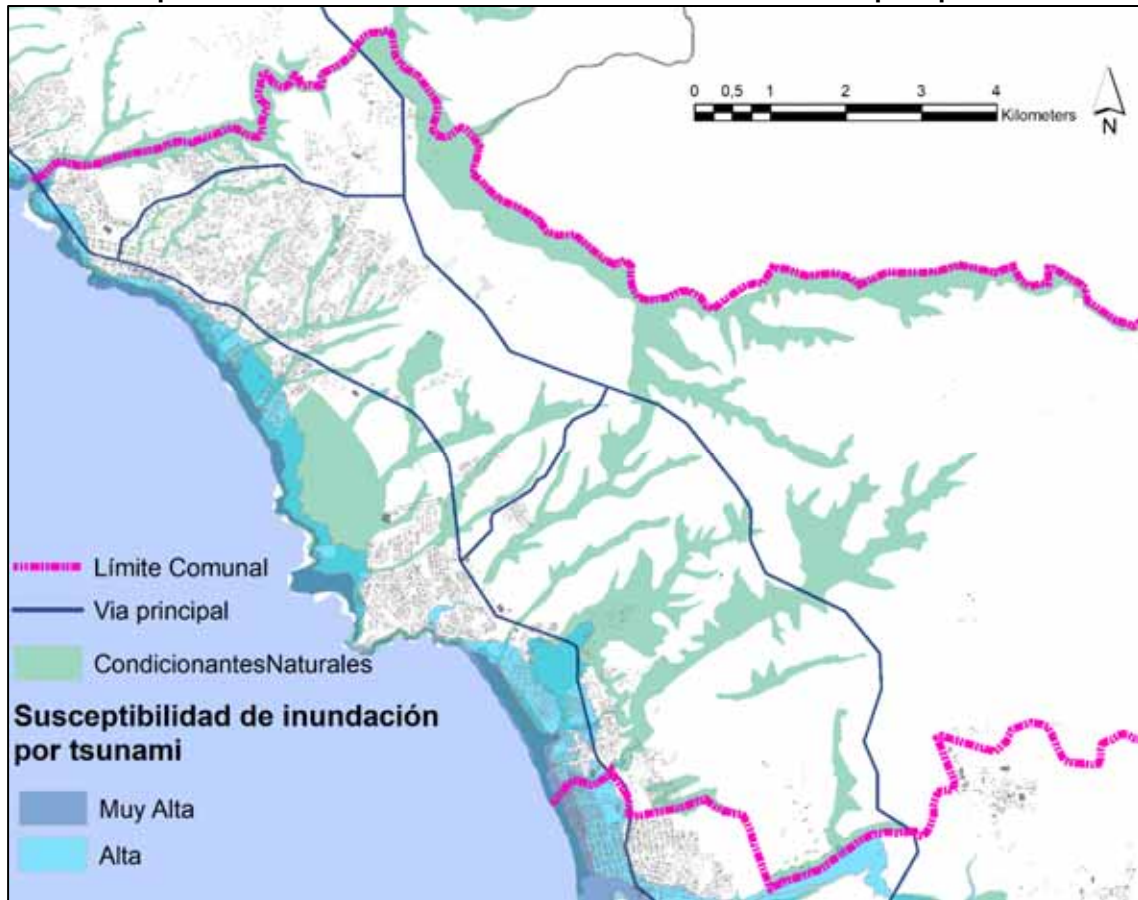 0 0,5 1 2 3 4
Kilometers
N
Límite Comunal
Via principal
CondicionantesNaturales
Susceptibilidad de inundación
por tsunami
Muy Alta
Alta